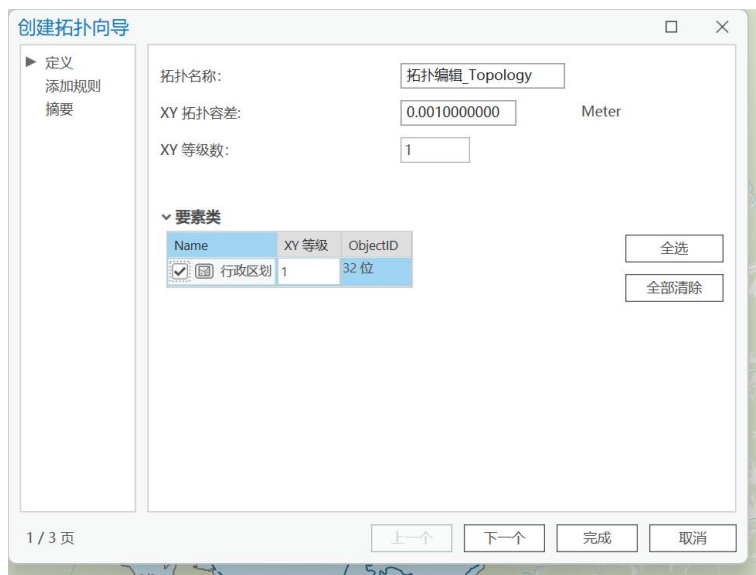 创建拓扑向导
定义
添加规则
摘要
拓扑名称: 拓扑编辑_Topology
XY 拓扑容差: 0.0010000000 Meter
XY 等级数: 1
要素类
Name XY 等级 ObjectID
行政区划 1 32 位
全选
全部清除
1 / 3 页 上一个 下一个 完成 取消